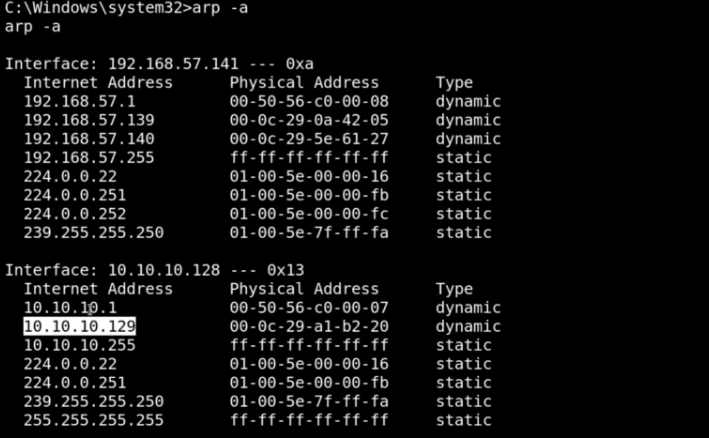 C:\Windows\system32>arp -a
arp -a
Interface: 192.168.57.141 --- 0xa
Internet Address Physical Address Type
192.168.57.1 00-50-56-c0-00-08 dynamic
192.168.57.139 00-0c-29-0a-42-05 dynamic
192.168.57.140 00-0c-29-5e-61-27 dynamic
192.168.57.255 ff-ff-ff-ff-ff-ff static
224.0.0.22 01-00-5e-00-00-16 static
224.0.0.251 01-00-5e-00-00-fb static
224.0.0.252 01-00-5e-00-00-fc static
239.255.255.250 01-00-5e-7f-ff-fa static
Interface: 10.10.10.128 --- 0x13
Internet Address Physical Address Type
10.10.10.1 00-50-56-c0-00-07 dynamic
10.10.10.129 00-0c-29-a1-b2-20 dynamic
10.10.10.255 ff-ff-ff-ff-ff-ff static
224.0.0.22 01-00-5e-00-00-16 static
224.0.0.251 01-00-5e-00-00-fb static
239.255.255.250 01-00-5e-7f-ff-fa static
255.255.255.255 ff-ff-ff-ff-ff-ff static